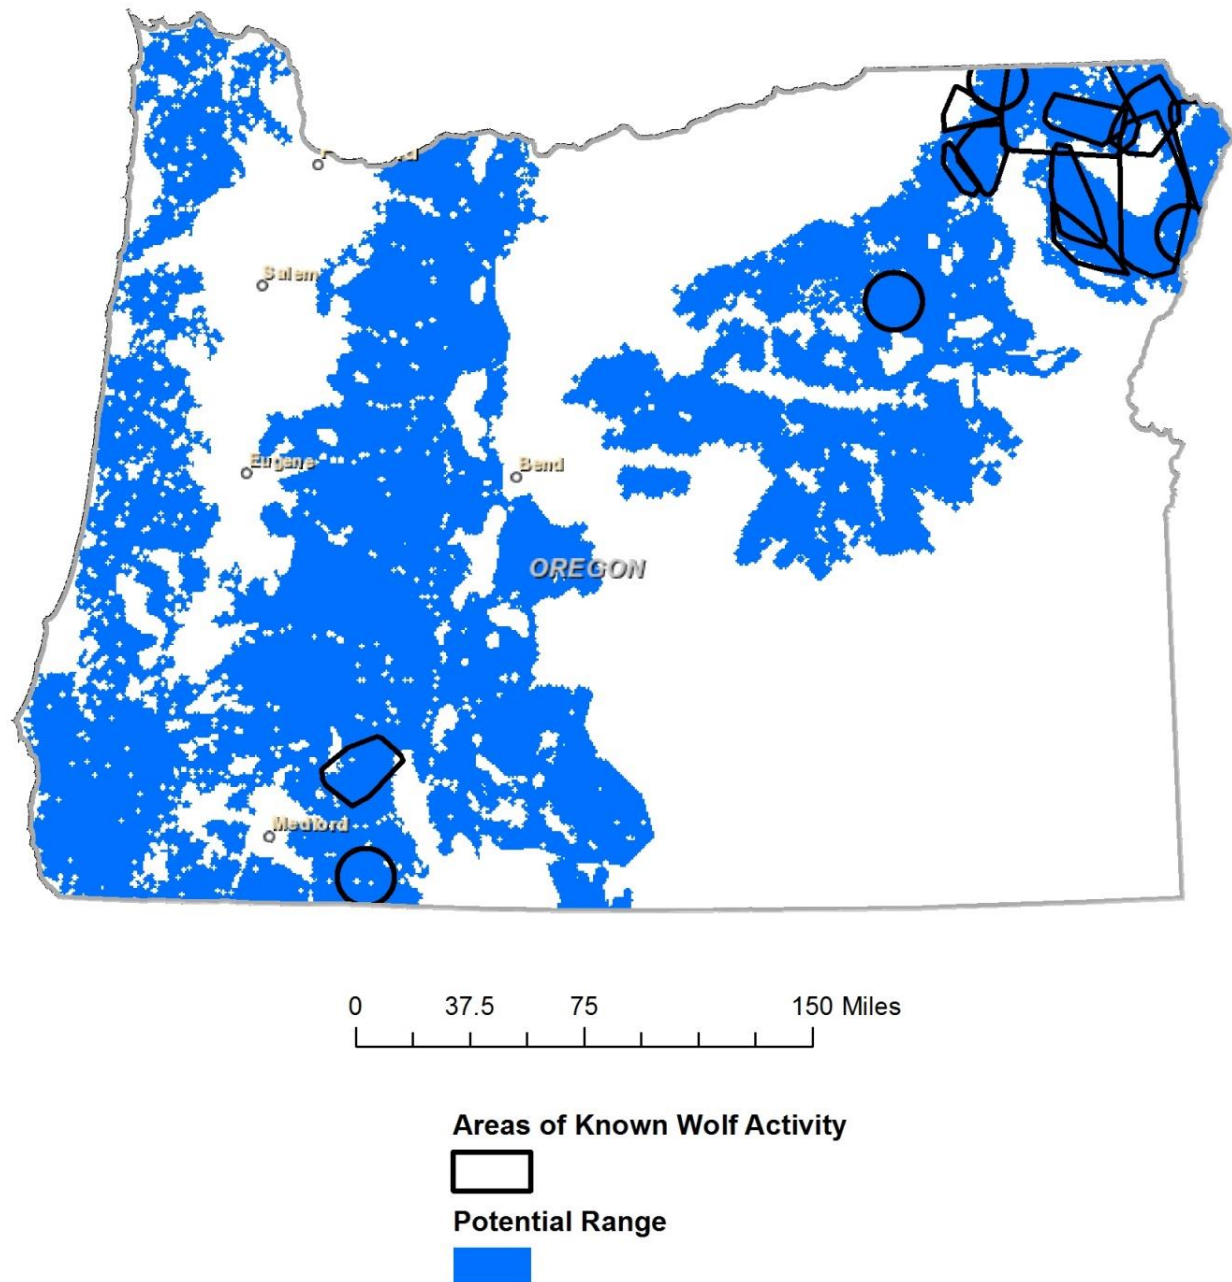 Salem
Eugene
Bend
OREGON
Medford
0 37.5 75 150 Miles
Areas of Known Wolf Activity
Potential Range